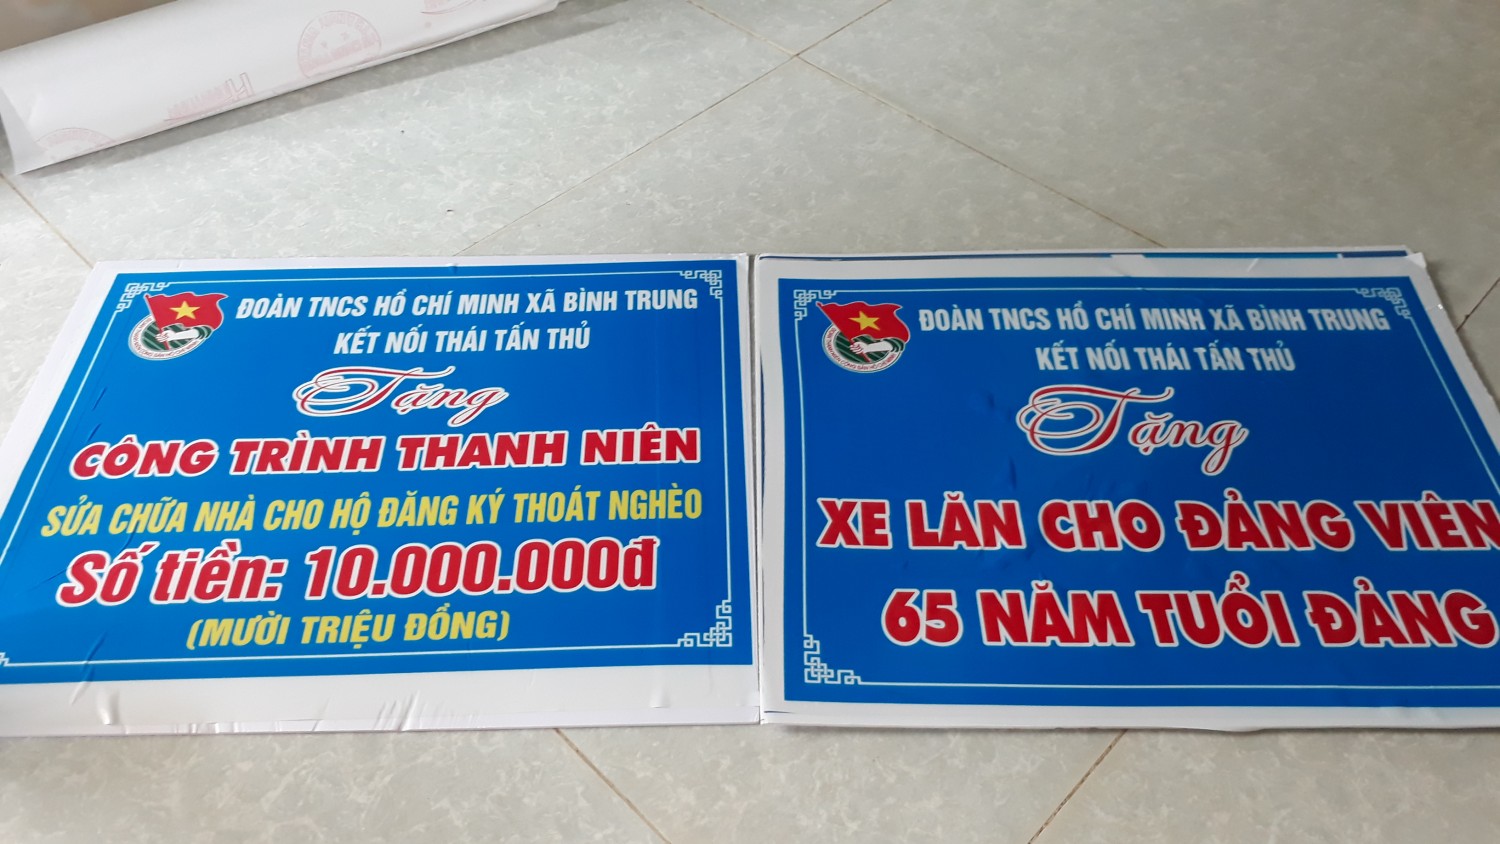 ĐOÀN TNCS HỒ CHÍ MINH XÃ BÌNH TRUNG
KẾT NỐI THÁI TẤN THỦ
Tặng
CÔNG TRÌNH THANH NIÊN
SỬA CHỮA NHÀ CHO HỘ ĐĂNG KÝ THOÁT NGHÈO
Số tiền: 10.000.000đ
(MƯỜI TRIỆU ĐỒNG)
ĐOÀN TNCS HỒ CHÍ MINH XÃ BÌNH TRUNG
KẾT NỐI THÁI TẤN THỦ
Tặng
XE LĂN CHO ĐẢNG VIÊN
65 NĂM TUỔI ĐẢNG